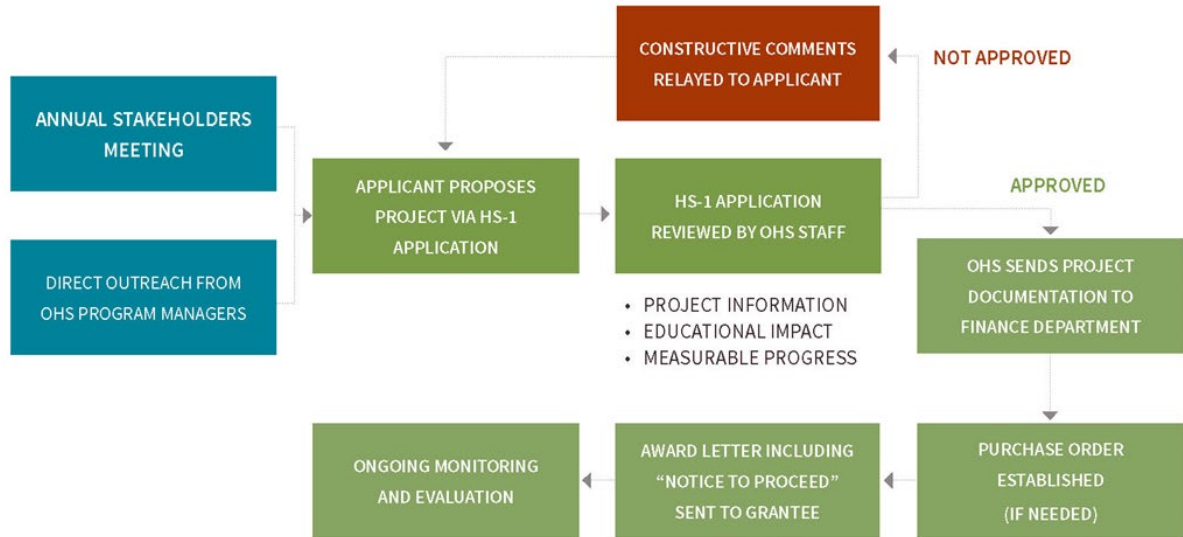 CONSTRUCTIVE COMMENTS
RELAYED TO APPLICANT
NOT APPROVED
ANNUAL STAKEHOLDERS
MEETING
APPLICANT PROPOSES
PROJECT VIA HS-1
APPLICATION
HS-1 APPLICATION
REVIEWED BY OHS STAFF
APPROVED
DIRECT OUTREACH FROM
OHS PROGRAM MANAGERS
• PROJECT INFORMATION
• EDUCATIONAL IMPACT
• MEASURABLE PROGRESS
OHS SENDS PROJECT
DOCUMENTATION TO
FINANCE DEPARTMENT
ONGOING MONITORING
AND EVALUATION
AWARD LETTER INCLUDING
“NOTICE TO PROCEED”
SENT TO GRANTEE
PURCHASE ORDER
ESTABLISHED
(IF NEEDED)